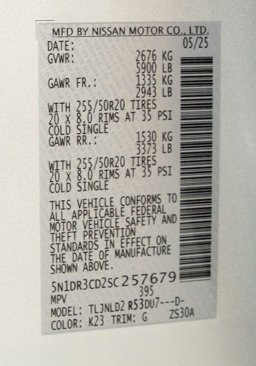 MFD BY NISSAN MOTOR CO., LTD.
DATE: 05/25
GVWR: 2676 KG
5900 LB
GAWR FR.: 1335 KG
2943 LB
WITH 255/50R20 TIRES
20 X 8.0 RIMS AT 35 PSI
COLD SINGLE
GAWR RR.: 1530 KG
3373 LB
WITH 255/50R20 TIRES
20 X 8.0 RIMS AT 35 PSI
COLD SINGLE
THIS VEHICLE CONFORMS TO
ALL APPLICABLE FEDERAL
MOTOR VEHICLE SAFETY AND
THEFT PREVENTION
STANDARDS IN EFFECT ON
THE DATE OF MANUFACTURE
SHOWN ABOVE.
5N1DR3CD2SC257679
MPV 395
MODEL: TLJNLD2 R53DU7---D-
COLOR: K23 TRIM: G ZS30A